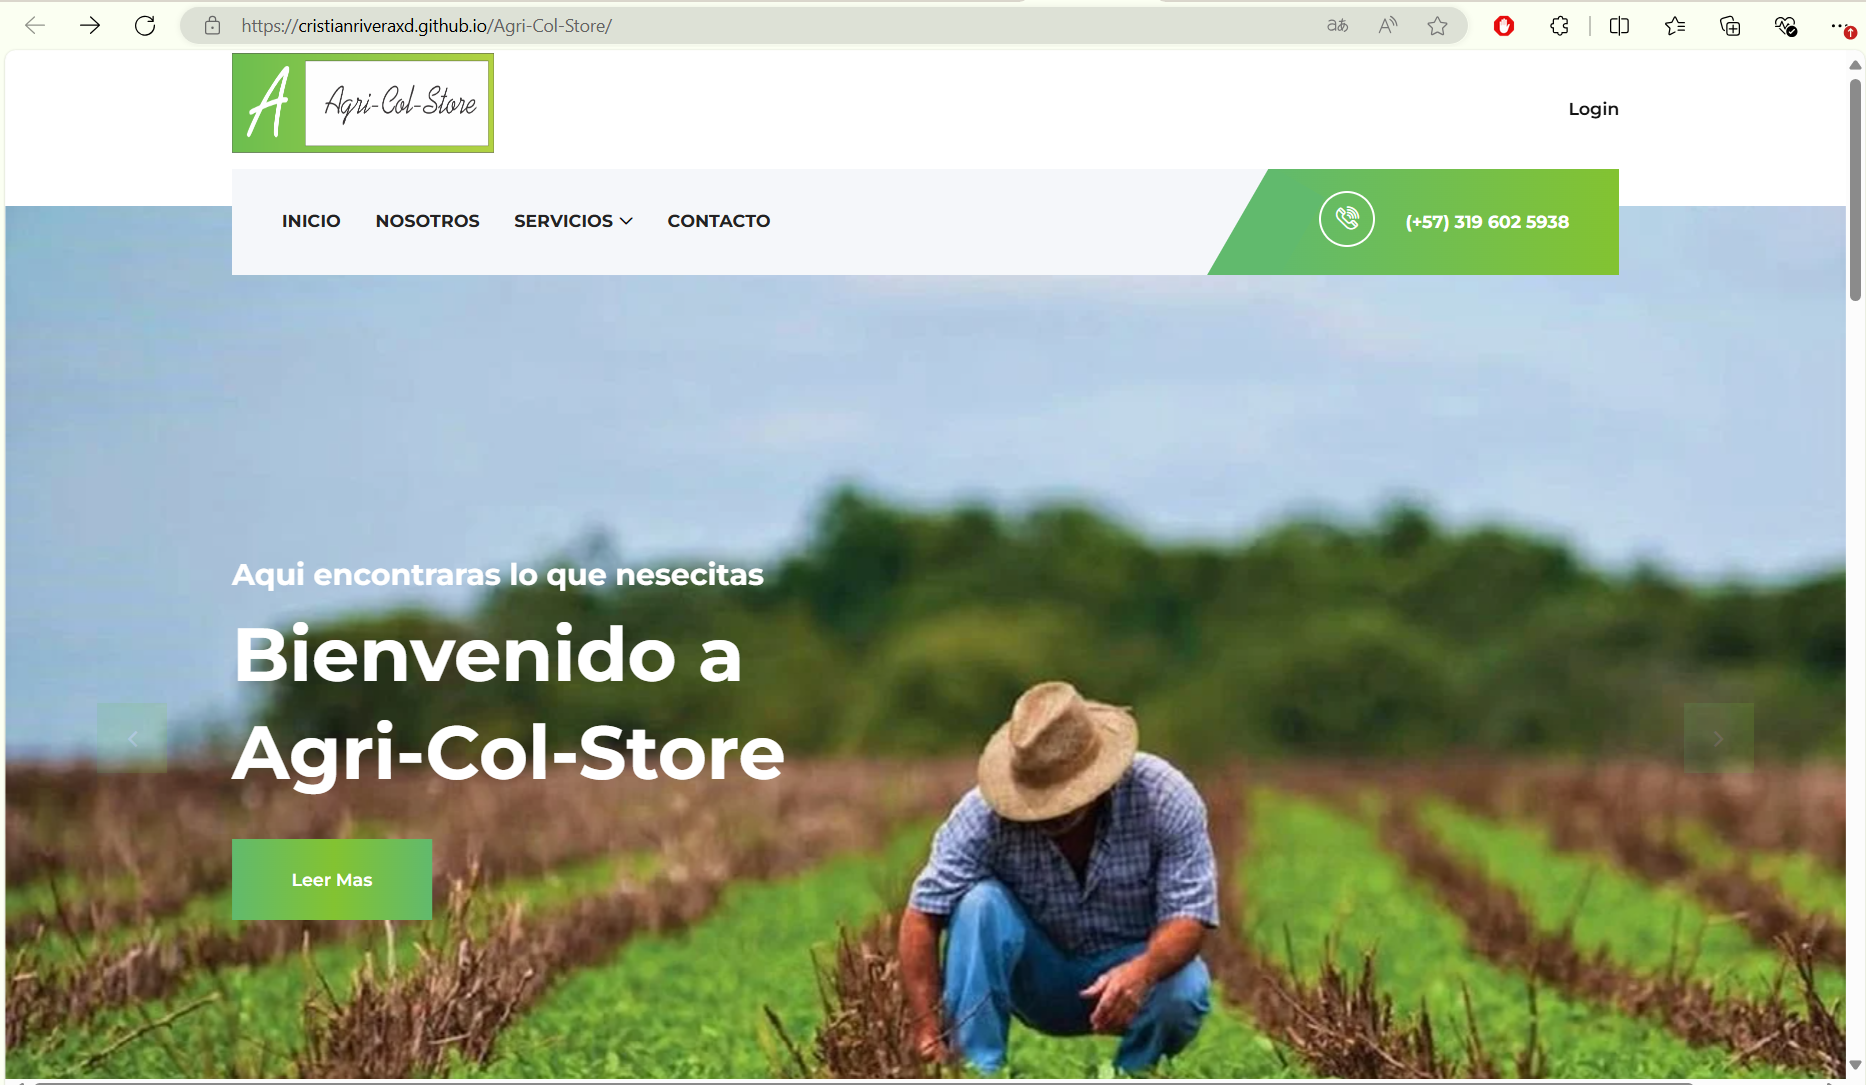 https://cristianriveraxd.github.io/Agri-Col-Store/
A Agri-Col-Store
Login
INICIO NOSOTROS SERVICIOS CONTACTO
(+57) 319 602 5938
Aqui encontraras lo que nesecitas
Bienvenido a
Agri-Col-Store
Leer Mas